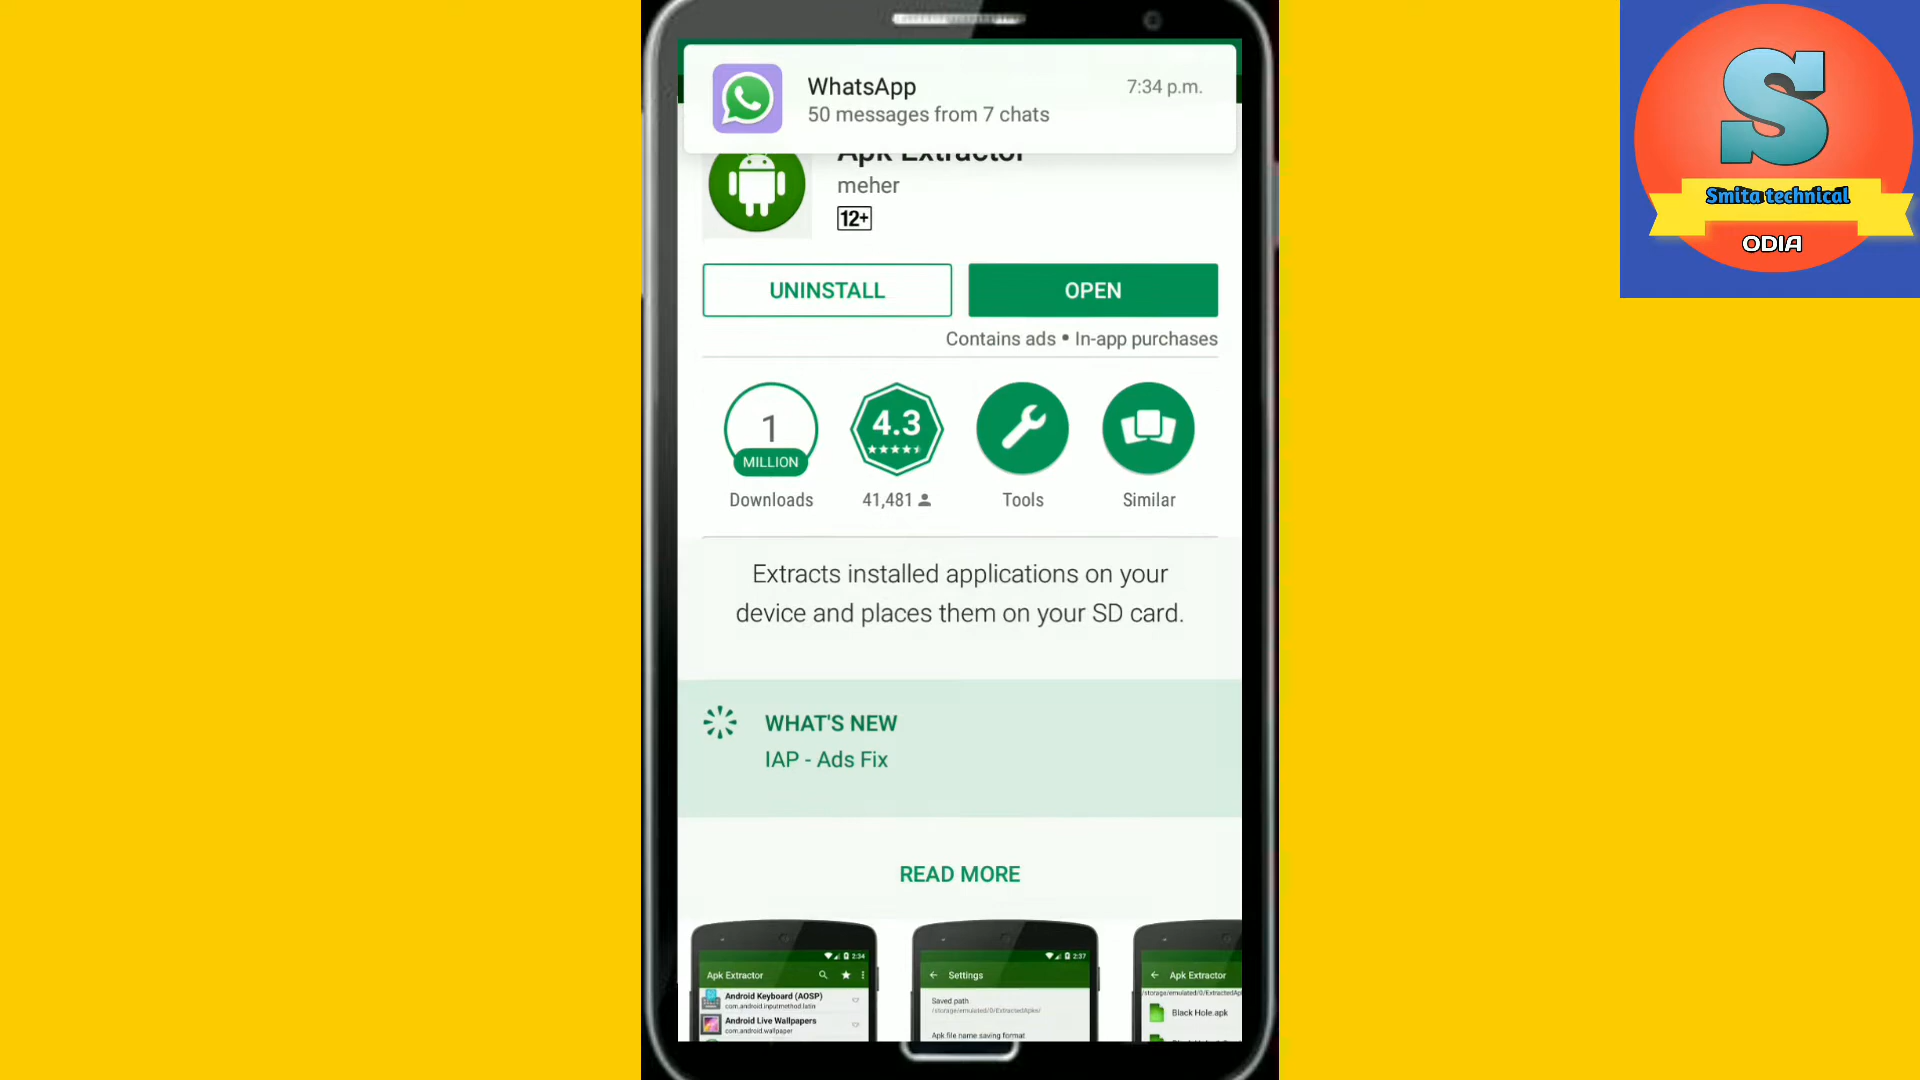 WhatsApp
7:34 p.m.
50 messages from 7 chats
Apk Extractor
meher
12+
UNINSTALL
OPEN
Contains ads • In-app purchases
1
MILLION
Downloads
4.3
41,481
Tools
Similar
Extracts installed applications on your
device and places them on your SD card.
WHAT'S NEW
IAP - Ads Fix
READ MORE
2:34
Apk Extractor
Android Keyboard (AOSP)
com.android.inputmethod.latin
Android Live Wallpapers
com.android.wallpaper
2:37
Settings
Saved path
/storage/emulated/0/ExtractedApks/
Apk file name saving format
Apk Extractor
/storage/emulated/0/ExtractedAp
Black Hole.apk
S
Smita technical
ODIA